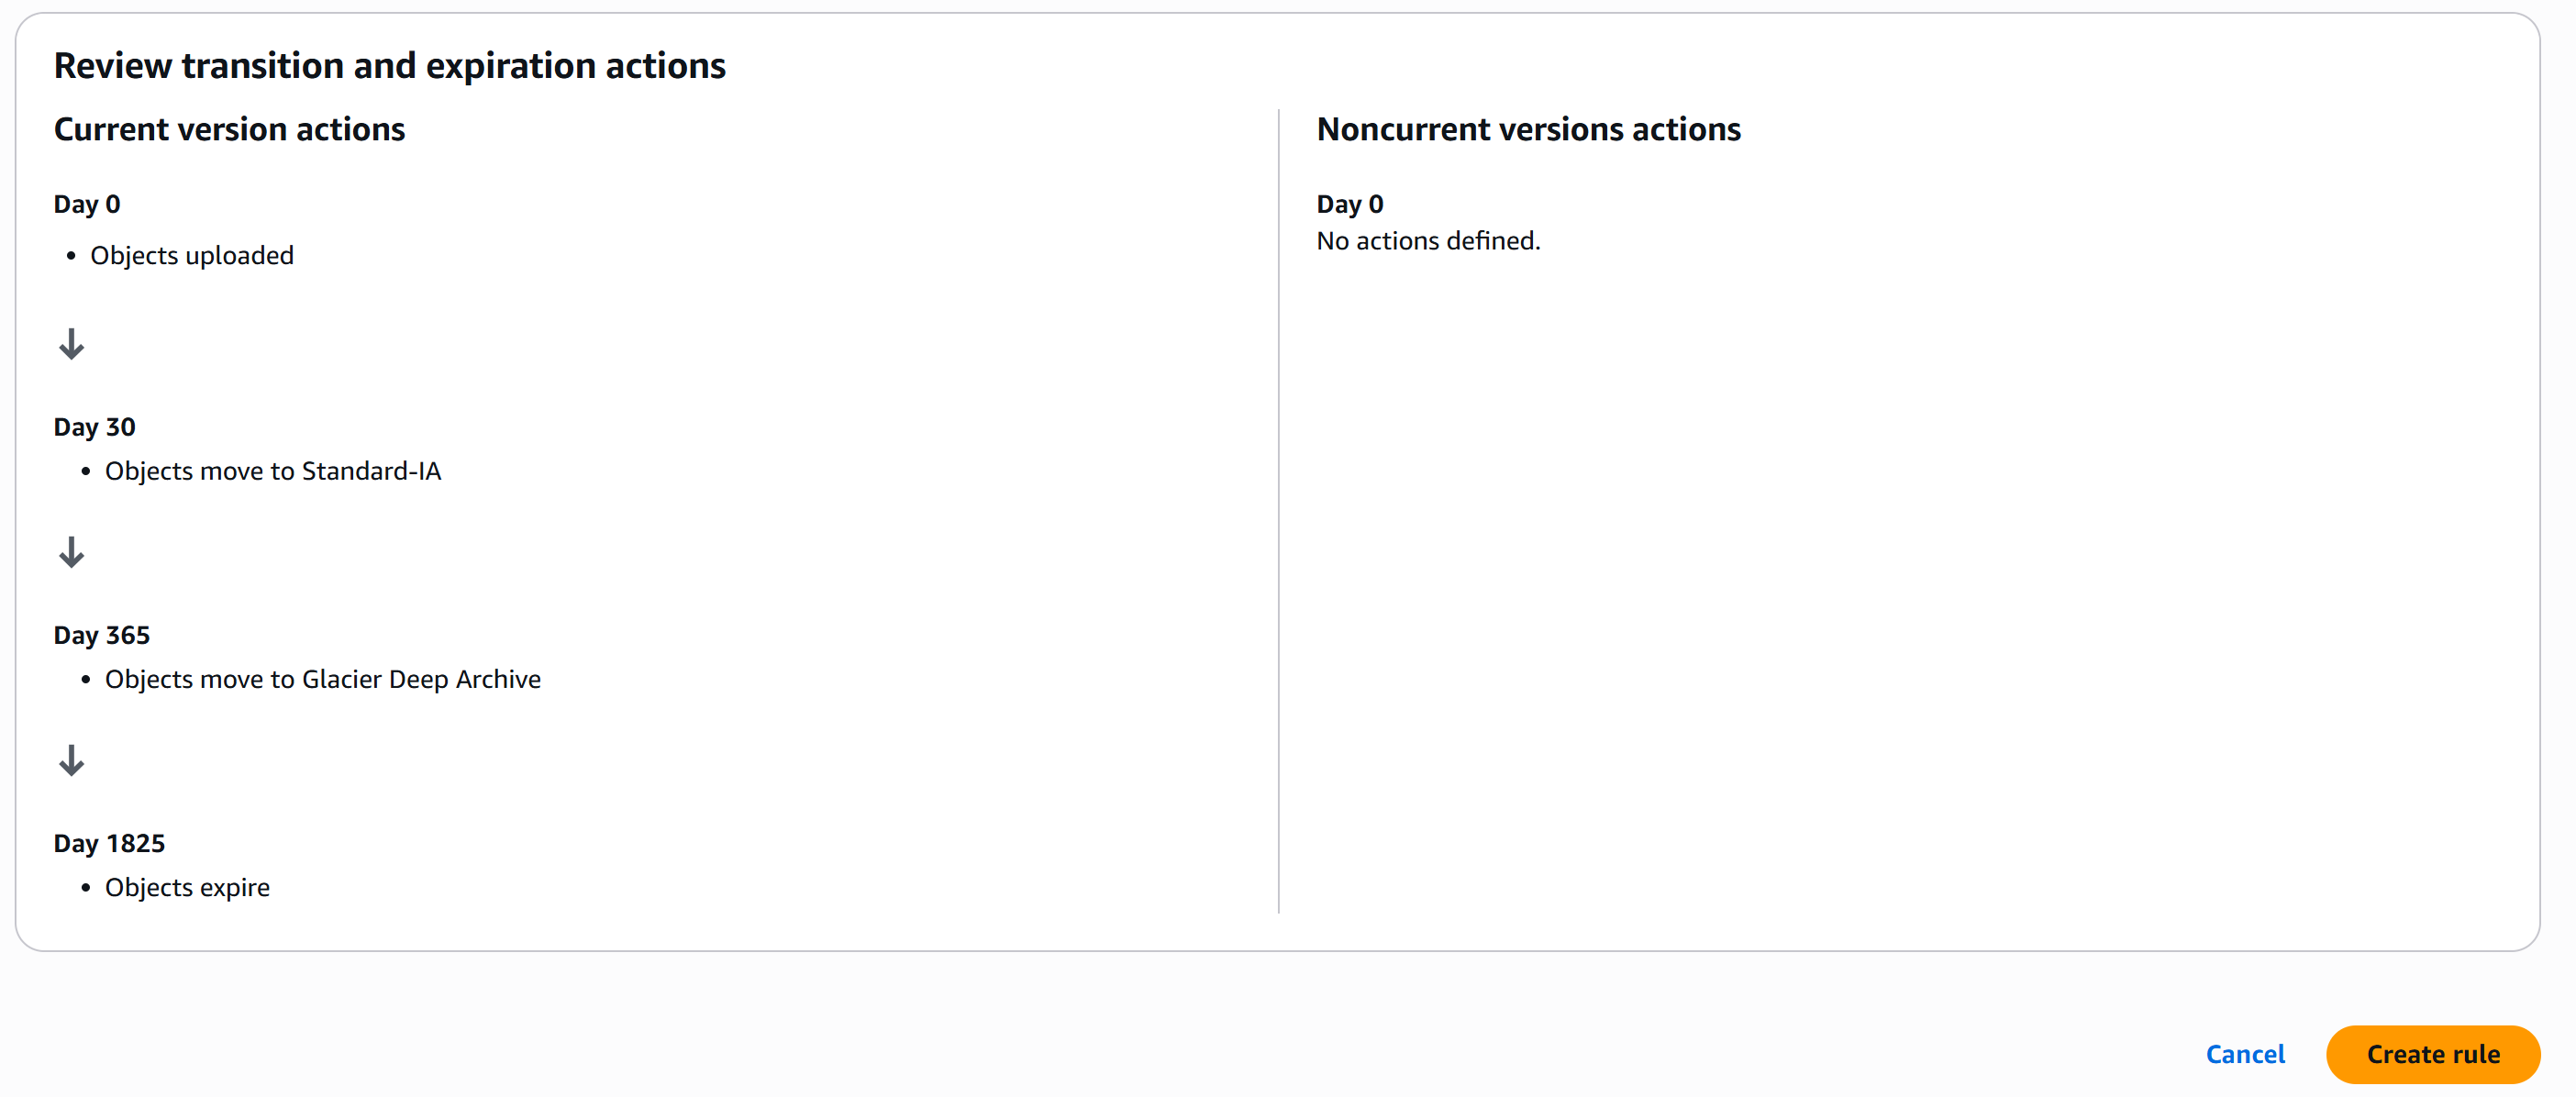 Review transition and expiration actions
Current version actions
Day 0
Objects uploaded
Day 30
Objects move to Standard-IA
Day 365
Objects move to Glacier Deep Archive
Day 1825
Objects expire
Noncurrent versions actions
Day 0
No actions defined.
Cancel
Create rule